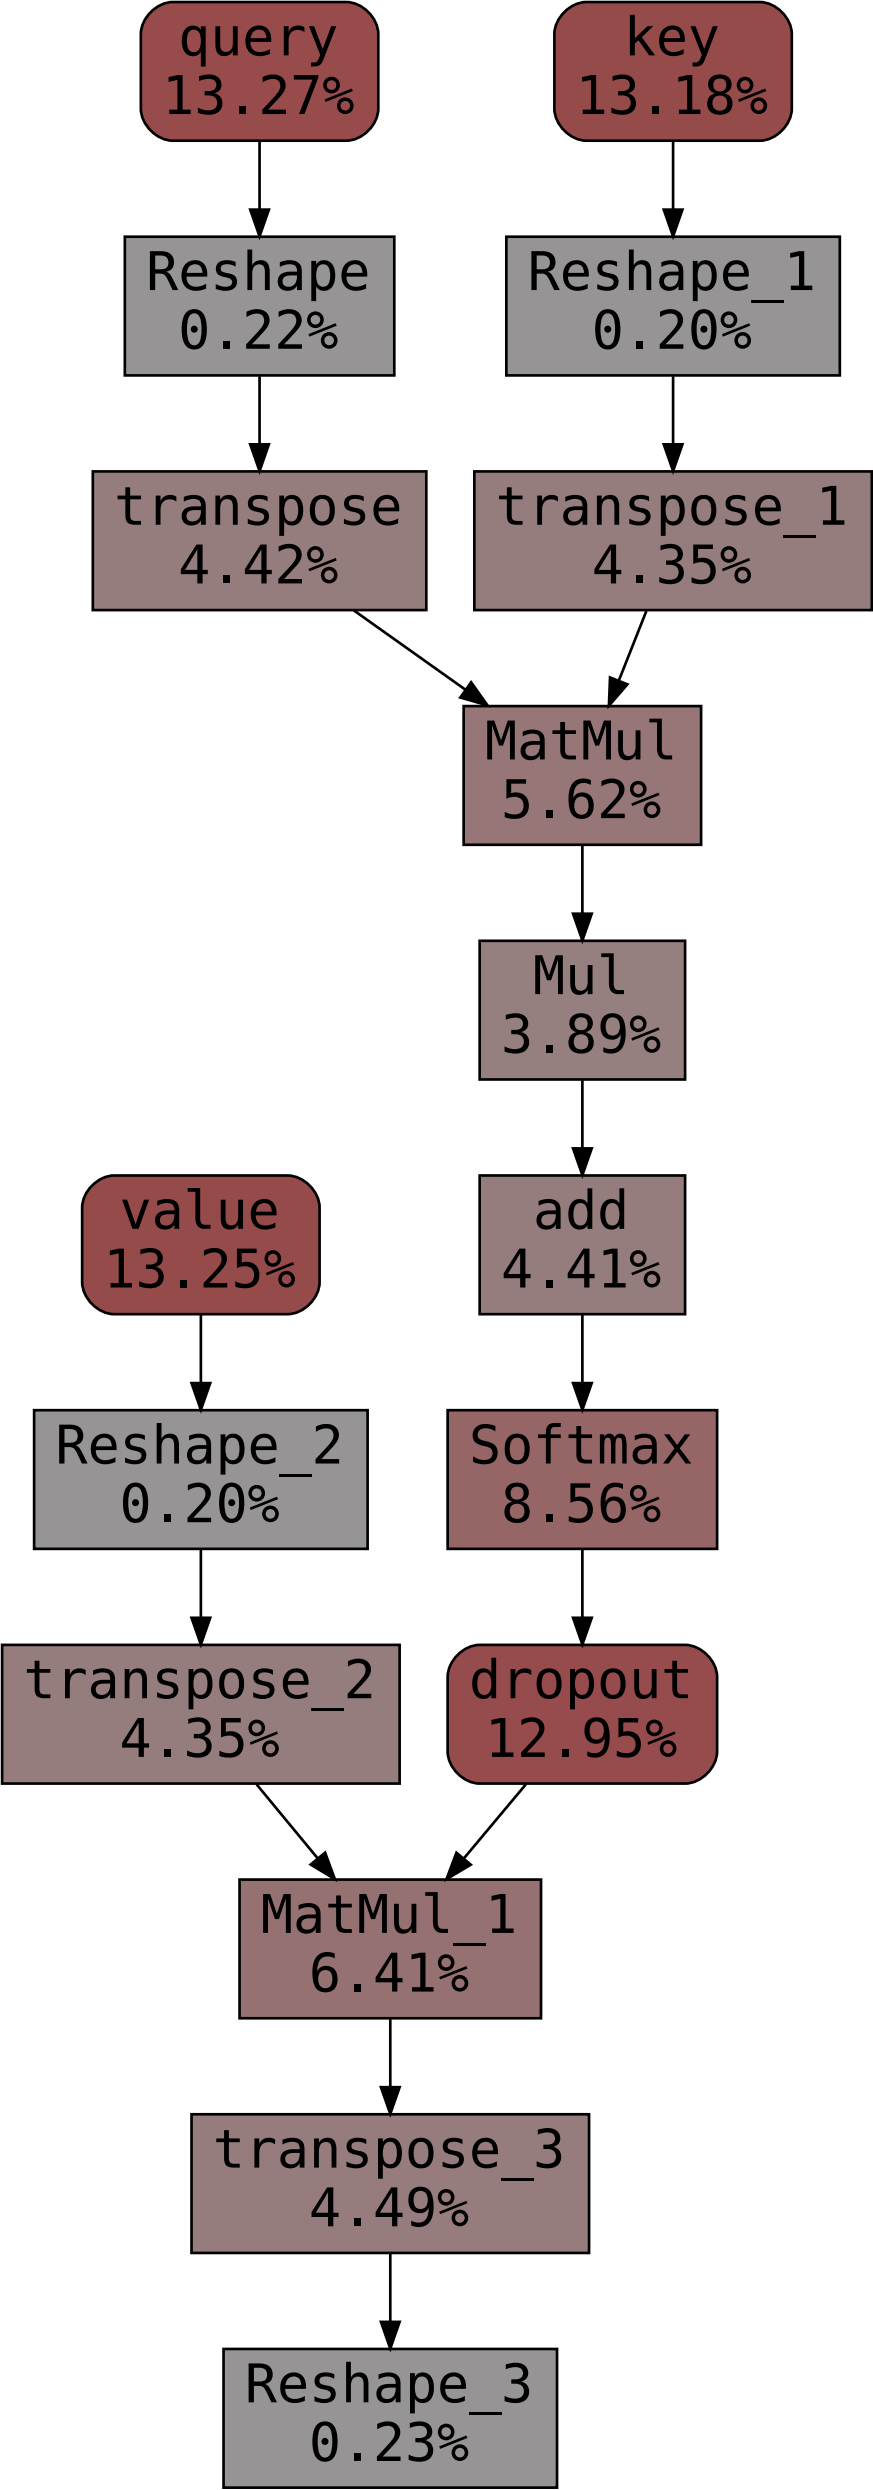 query
13.27%
key
13.18%
Reshape
0.22%
Reshape_1
0.20%
transpose
4.42%
transpose_1
4.35%
MatMul
5.62%
Mul
3.89%
value
13.25%
add
4.41%
Reshape_2
0.20%
Softmax
8.56%
transpose_2
4.35%
dropout
12.95%
MatMul_1
6.41%
transpose_3
4.49%
Reshape_3
0.23%